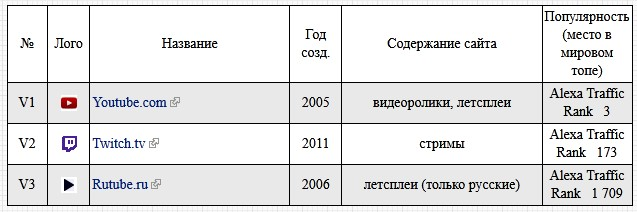 № Лого Название Год созд. Содержание сайта Популярность (место в мировом топе)
V1 Youtube.com 2005 видеоролики, летсплеи Alexa Traffic Rank 3
V2 Twitch.tv 2011 стримы Alexa Traffic Rank 173
V3 Rutube.ru 2006 летсплеи (только русские) Alexa Traffic Rank 1 709